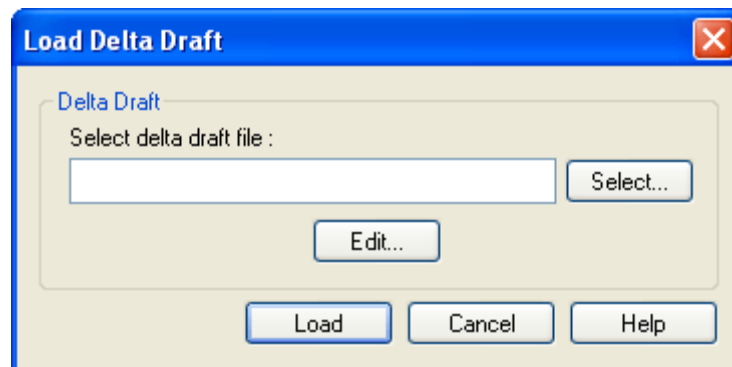 Load Delta Draft
Delta Draft
Select delta draft file :
Select...
Edit...
Load Cancel Help